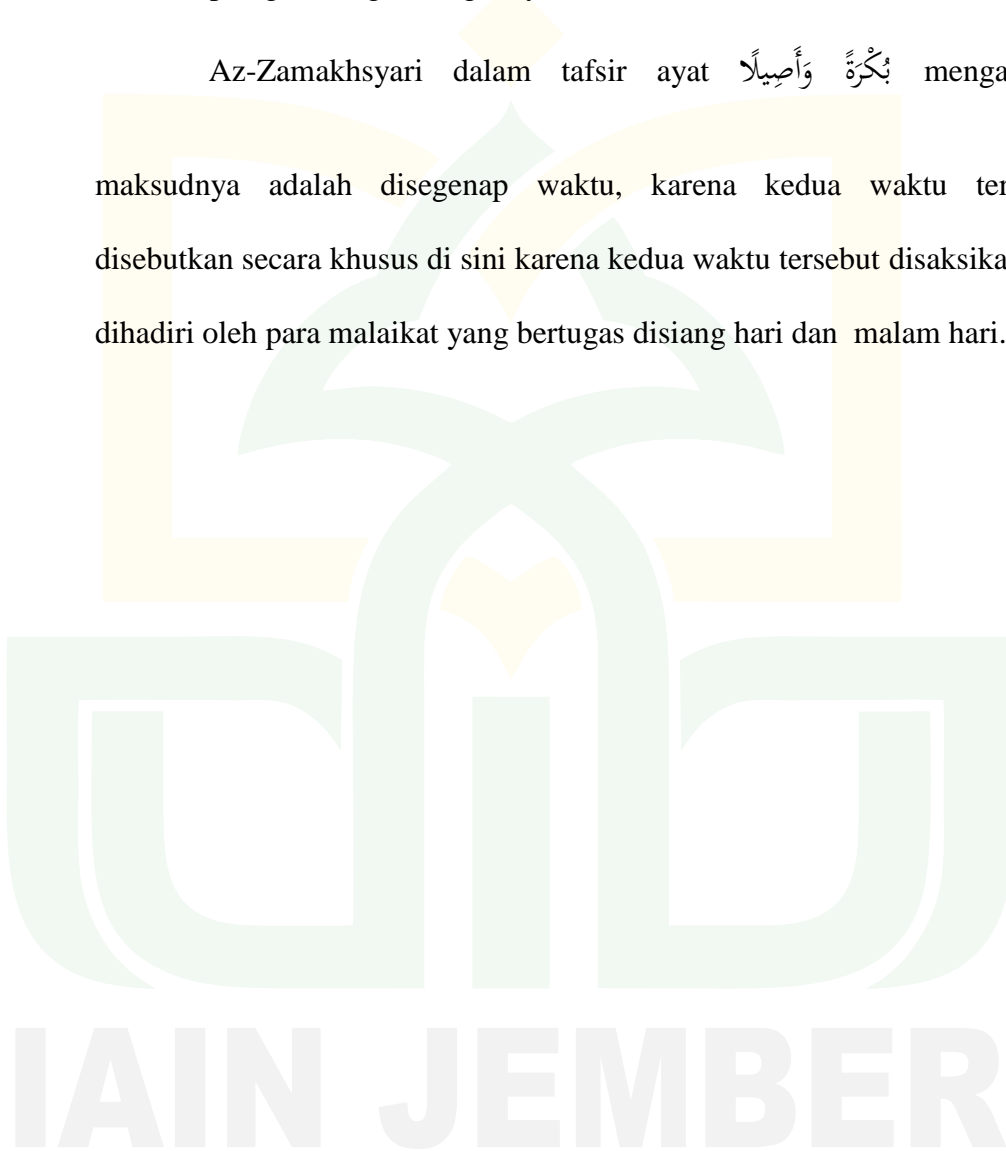 Az-Zamakhsyari dalam tafsir ayat بُكْرَةً وَأَصِيلًا menga
maksudnya adalah disegenap waktu, karena kedua waktu ter
disebutkan secara khusus di sini karena kedua waktu tersebut disaksika
dihadiri oleh para malaikat yang bertugas disiang hari dan malam hari.
IAIN JEMBER